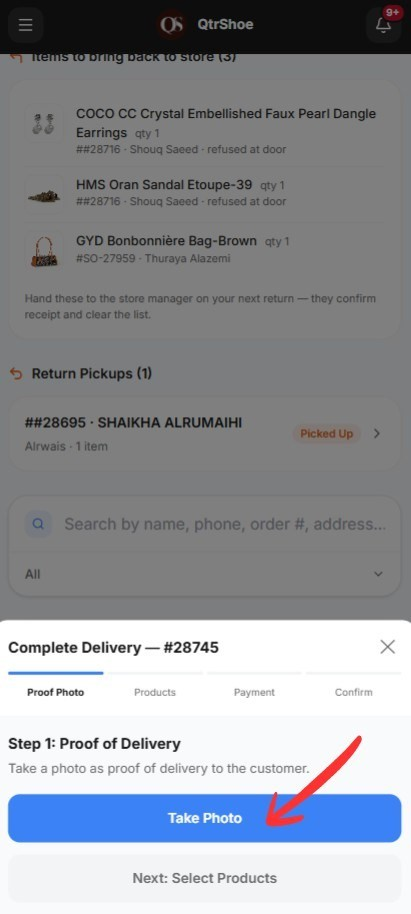 QS QtrShoe 9+
Items to bring back to store (3)
COCO CC Crystal Embellished Faux Pearl Dangle
Earrings qty 1
##28716 · Shouq Saeed · refused at door
HMS Oran Sandal Etoupe-39 qty 1
##28716 · Shouq Saeed · refused at door
GYD Bonbonnière Bag-Brown qty 1
#SO-27959 · Thuraya Alazemi
Hand these to the store manager on your next return — they confirm
receipt and clear the list.
Return Pickups (1)
##28695 · SHAIKHA ALRUMAIHI
Airwais · 1 item
Picked Up
Search by name, phone, order #, address...
All
Complete Delivery — #28745
Proof Photo Products Payment Confirm
Step 1: Proof of Delivery
Take a photo as proof of delivery to the customer.
Take Photo
Next: Select Products